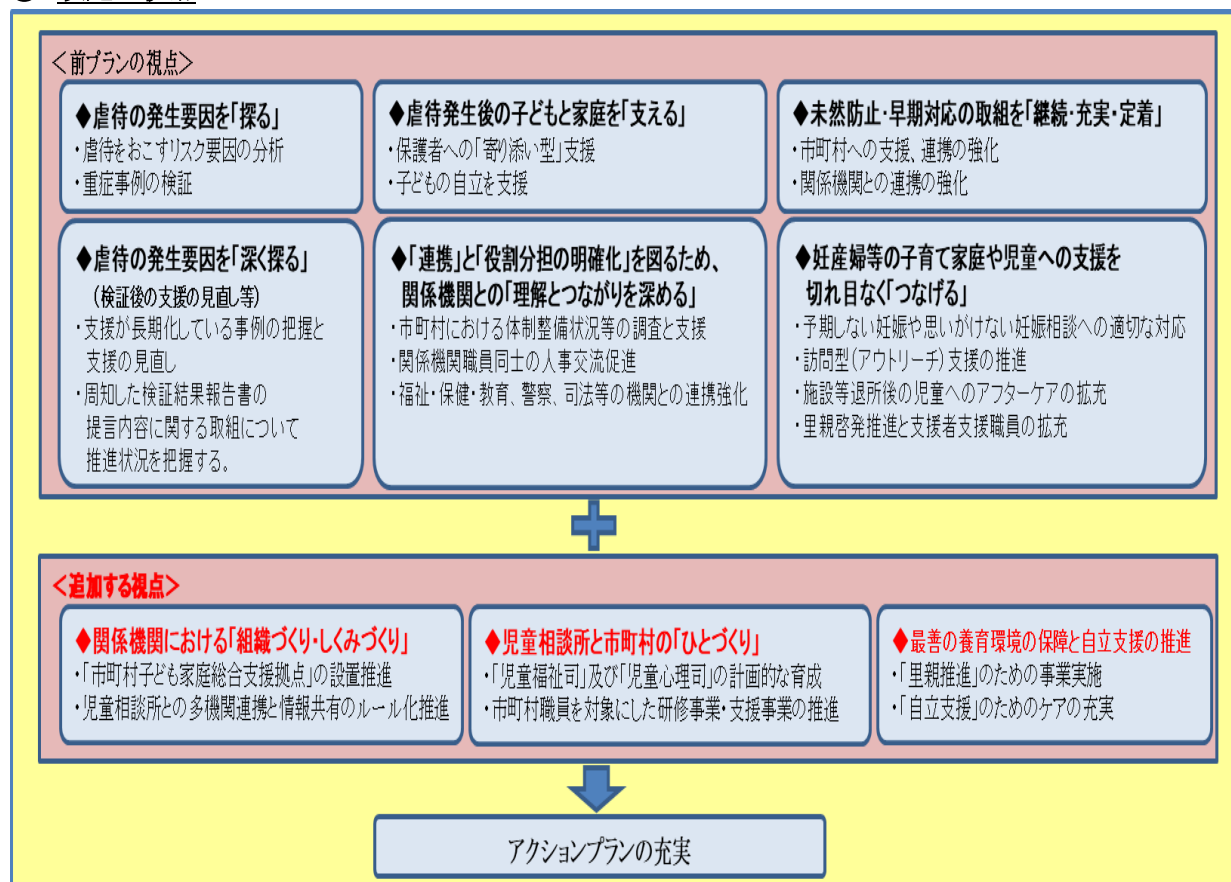 ＜前プランの視点＞
◆虐待の発生要因を「探る」
・虐待をおこすリスク要因の分析
・重症事例の検証
◆虐待発生後の子どもと家庭を「支える」
・保護者への「寄り添い型」支援
・子どもの自立を支援
◆未然防止・早期対応の取組を「継続・充実・定着」
・市町村への支援、連携の強化
・関係機関との連携の強化
◆虐待の発生要因を「深く探る」
（検証後の支援の見直し等）
・支援が長期化している事例の把握と
支援の見直し
・周知した検証結果報告書の
提言内容に関する取組について
推進状況を把握する。
◆「連携」と「役割分担の明確化」を図るため、
関係機関との「理解とつながりを深める」
・市町村における体制整備状況等の調査と支援
・関係機関職員同士の人事交流促進
・福祉・保健・教育、警察、司法等の機関との連携強化
◆妊産婦等の子育て家庭や児童への支援を
切れ目なく「つなげる」
・予期しない妊娠や思いがけない妊娠相談への適切な対応
・訪問型（アウトリーチ）支援の推進
・施設等退所後の児童へのアフターケアの拡充
・里親啓発推進と支援者支援職員の拡充
＜追加する視点＞
◆関係機関における「組織づくり・しくみづくり」
・「市町村子ども家庭総合支援拠点」の設置推進
・児童相談所との多機関連携と情報共有のルール化推進
◆児童相談所と市町村の「ひとづくり」
・「児童福祉司」及び「児童心理司」の計画的な育成
・市町村職員を対象にした研修事業・支援事業の推進
◆最善の養育環境の保障と自立支援の推進
・「里親推進」のための事業実施
・「自立支援」のためのケアの充実
アクションプランの充実